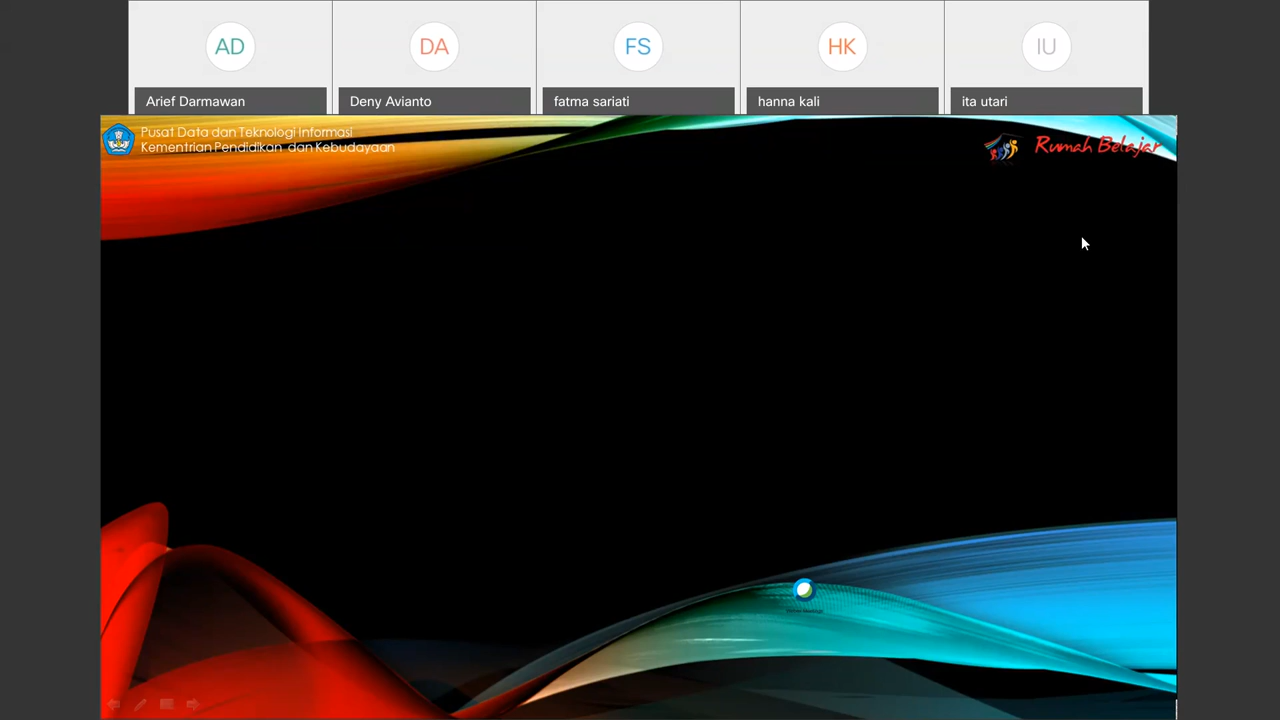 AD
DA
FS
HK
IU
Arief Darmawan
Deny Avianto
fatma sariati
hanna kali
ita utari
Pusat Data dan Teknologi Informasi
Kementrian Pendidikan dan Kebudayaan
Rumah Belajar